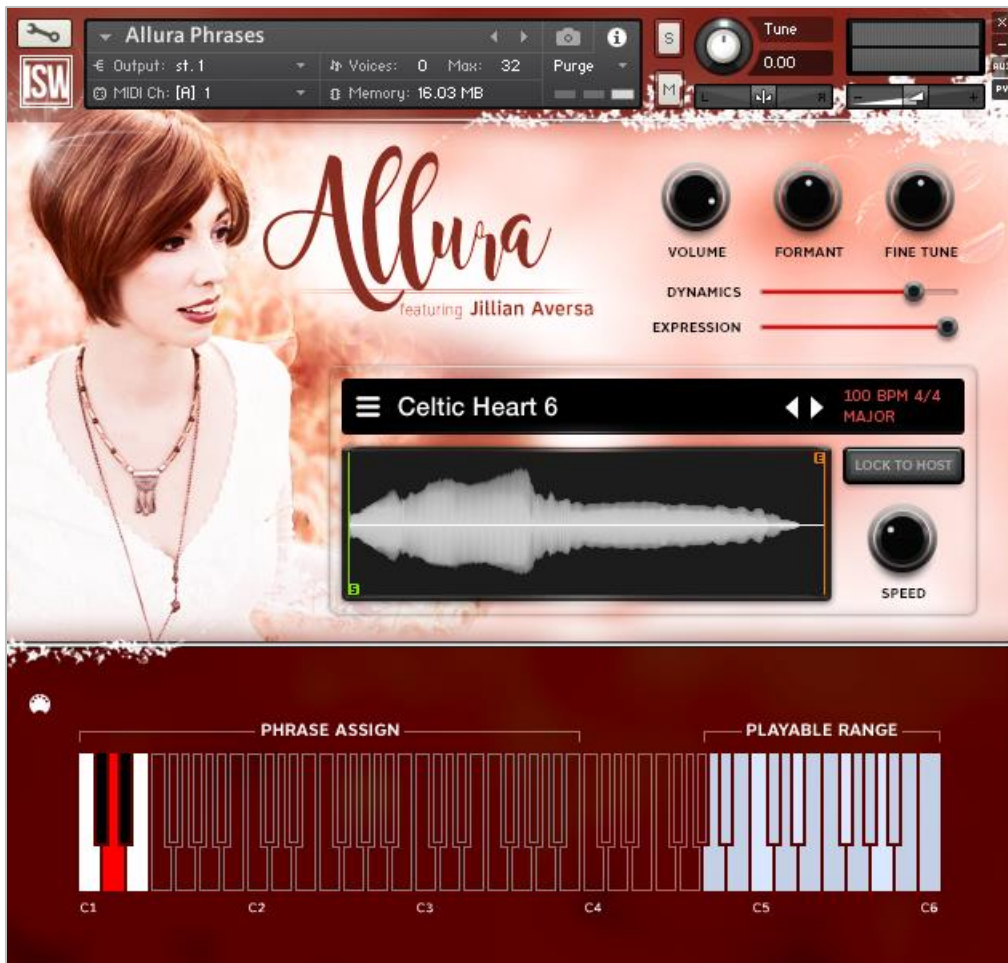 Allura Phrases
S
Tune
0.00
Output: st.1
Voices: 0 Max: 32
Purge
ISW
MIDI Ch: [A] 1
Memory: 16.03 MB
M
L
R
AUX
PV
Allura
featuring Jillian Aversa
VOLUME
FORMANT
FINE TUNE
DYNAMICS
EXPRESSION
Celtic Heart 6
100 BPM 4/4
MAJOR
E
LOCK TO HOST
S
SPEED
PHRASE ASSIGN
PLAYABLE RANGE
C1
C2
C3
C4
C5
C6